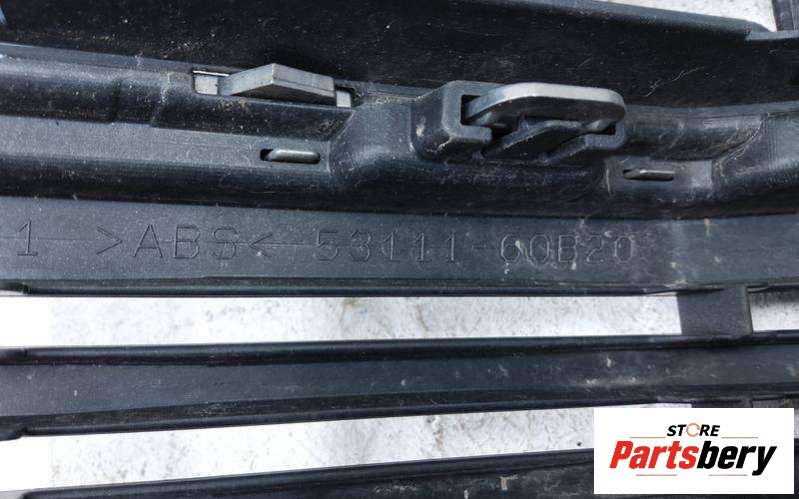 1 >ABS< 53111-60B20
STORE
Partsbery